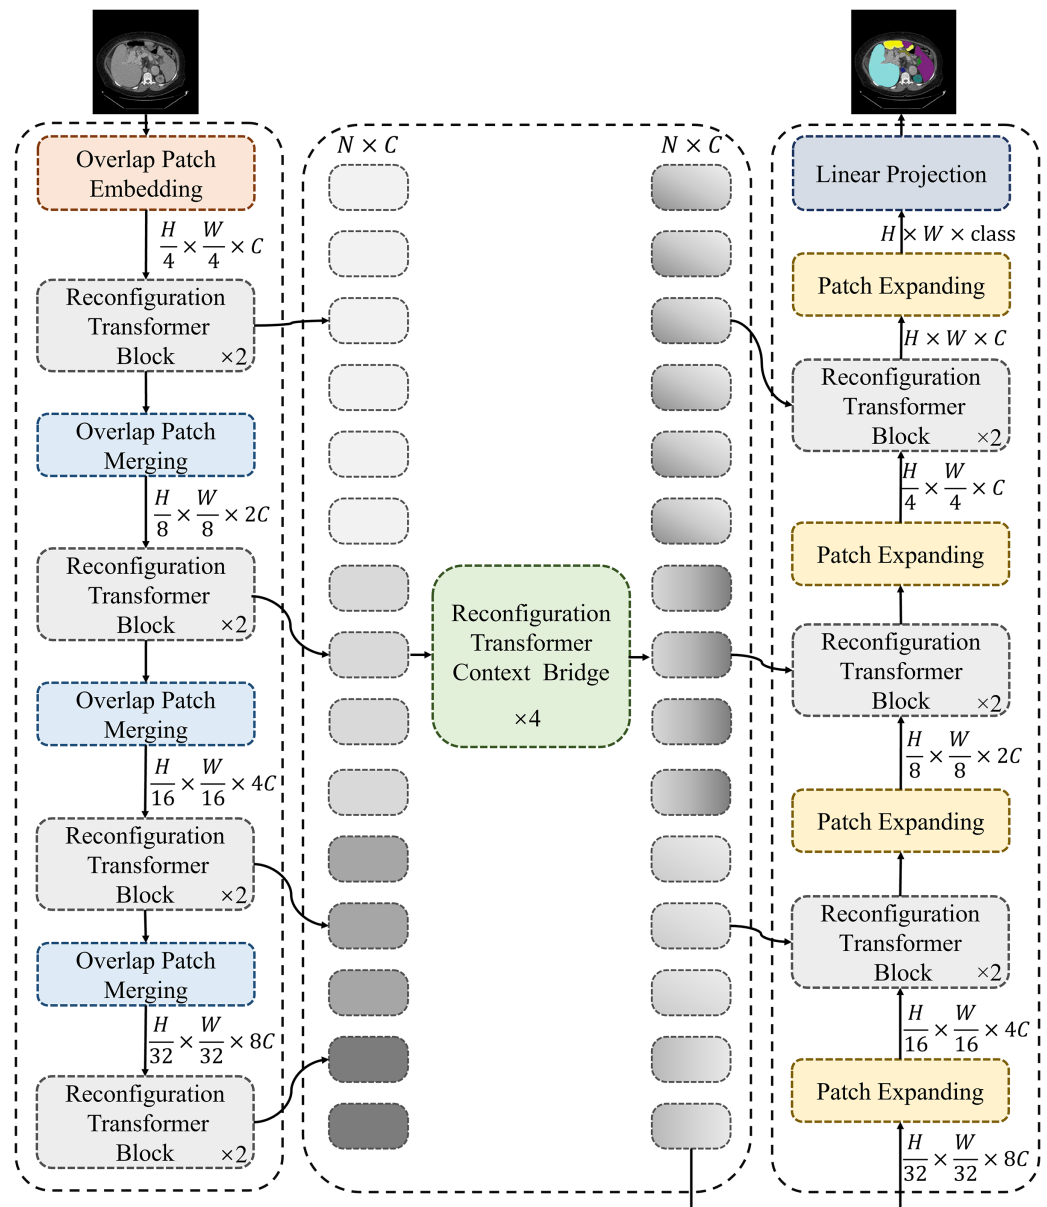 Overlap Patch
Embedding
H/4 × W/4 × C
Reconfiguration
Transformer
Block ×2
Overlap Patch
Merging
H/8 × W/8 × 2C
Reconfiguration
Transformer
Block ×2
Overlap Patch
Merging
H/16 × W/16 × 4C
Reconfiguration
Transformer
Block ×2
Overlap Patch
Merging
H/32 × W/32 × 8C
Reconfiguration
Transformer
Block ×2
N × C
Reconfiguration
Transformer
Context Bridge
×4
N × C
Linear Projection
H × W × class
Patch Expanding
H × W × C
Reconfiguration
Transformer
Block ×2
H/4 × W/4 × C
Patch Expanding
Reconfiguration
Transformer
Block ×2
H/8 × W/8 × 2C
Patch Expanding
Reconfiguration
Transformer
Block ×2
H/16 × W/16 × 4C
Patch Expanding
H/32 × W/32 × 8C